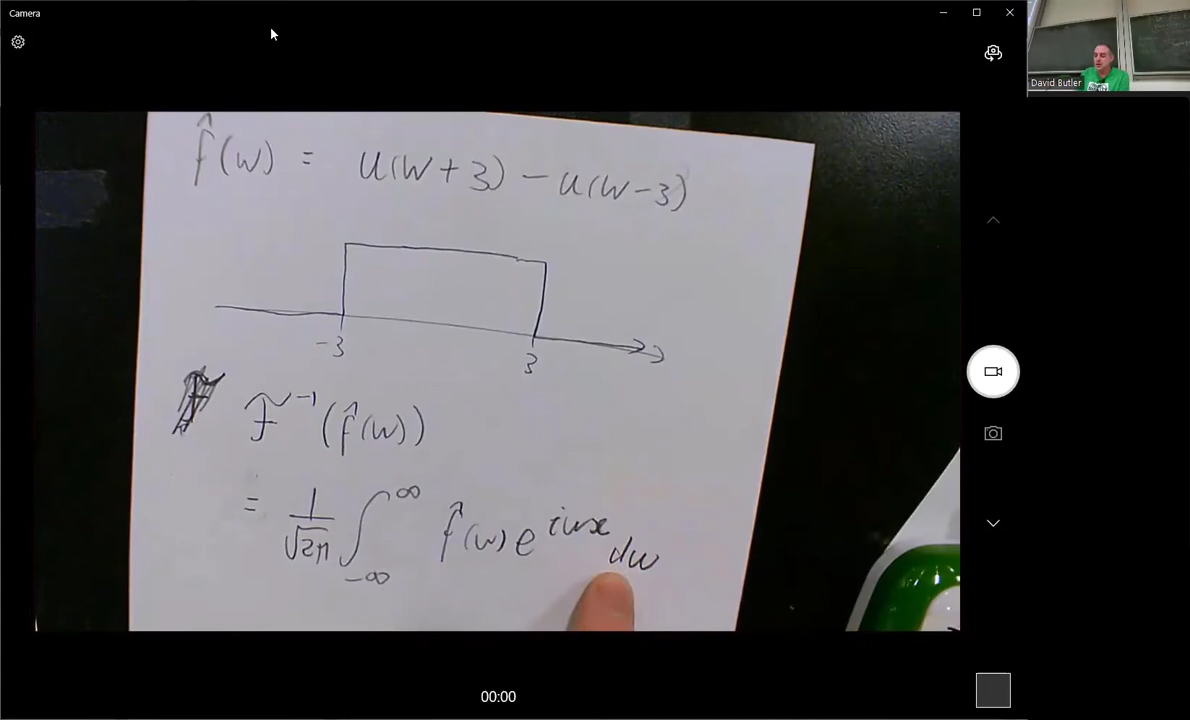 Camera
David Butler
f̂(w) = u(w+3) - u(w-3)
-3
3
F⁻¹(f̂(w))
= 1/√2π ∫_{-∞}^{∞} f̂(w) e^{iwx} dw
00:00